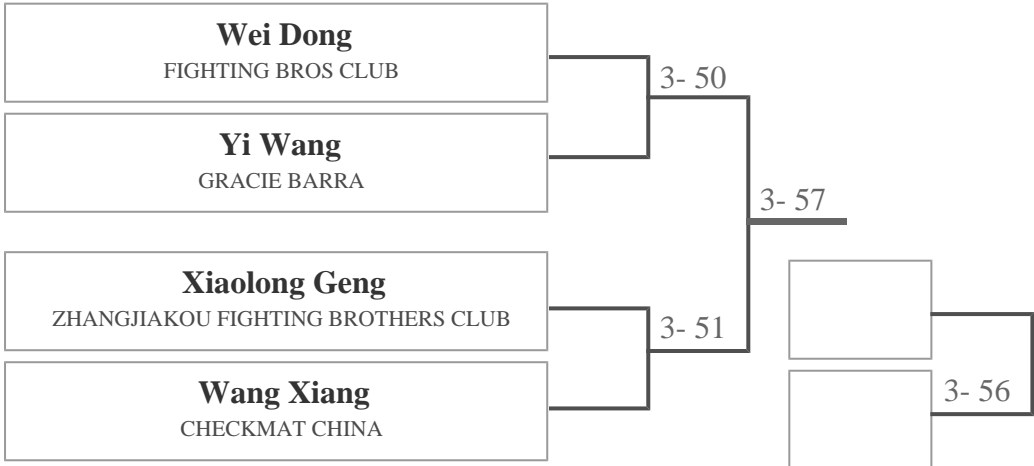 Wei Dong
FIGHTING BROS CLUB
3- 50
Yi Wang
GRACIE BARRA
3- 57
Xiaolong Geng
ZHANGJIAKOU FIGHTING BROTHERS CLUB
3- 51
Wang Xiang
CHECKMAT CHINA
3- 56